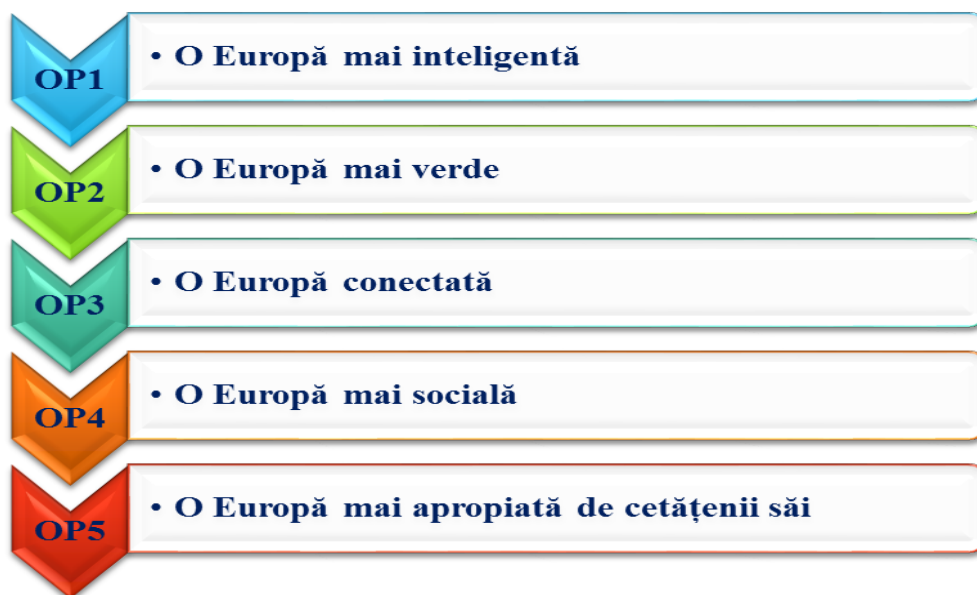 OP1
• O Europă mai inteligentă
OP2
• O Europă mai verde
OP3
• O Europă conectată
OP4
• O Europă mai socială
OP5
• O Europă mai apropiată de cetățenii săi